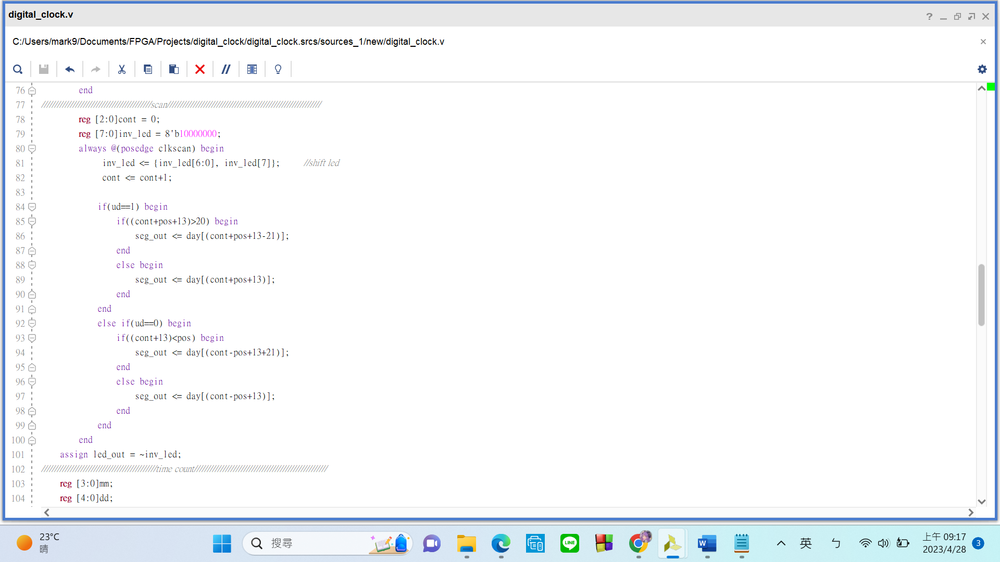 digital_clock.v
C:/Users/mark9/Documents/FPGA/Projects/digital_clock/digital_clock.srcs/sources_1/new/digital_clock.v
76 end
77 /////////////////////////////////////////scan//////////////////////////////////////////////////////////
78 reg [2:0]cont = 0;
79 reg [7:0]inv_led = 8'b10000000;
80 always @(posedge clkscan) begin
81 inv_led <= {inv_led[6:0], inv_led[7]}; //shift led
82 cont <= cont+1;
83
84 if(ud==1) begin
85 if((cont+pos+13)>20) begin
86 seg_out <= day[(cont+pos+13-21)];
87 end
88 else begin
89 seg_out <= day[(cont+pos+13)];
90 end
91 end
92 else if(ud==0) begin
93 if((cont+13)<pos) begin
94 seg_out <= day[(cont-pos+13+21)];
95 end
96 else begin
97 seg_out <= day[(cont-pos+13)];
98 end
99 end
100 end
101 assign led_out = ~inv_led;
102 ///////////////////////////////////////////time count//////////////////////////////////////////////////
103 reg [3:0]mm;
104 reg [4:0]dd;
23°C
晴
搜尋
LINE
W
英
ㄅ
上午 09:17
2023/4/28
3